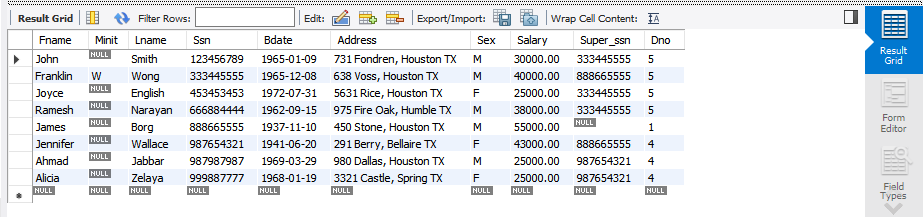 Result Grid Filter Rows: Edit: Export/Import: Wrap Cell Content: IA
Fname Minit Lname Ssn Bdate Address Sex Salary Super_ssn Dno
John NULL Smith 123456789 1965-01-09 731 Fondren, Houston TX M 30000.00 333445555 5
Franklin W Wong 333445555 1965-12-08 638 Voss, Houston TX M 40000.00 888665555 5
Joyce NULL English 453453453 1972-07-31 5631 Rice, Houston TX F 25000.00 333445555 5
Ramesh NULL Narayan 666884444 1962-09-15 975 Fire Oak, Humble TX M 38000.00 333445555 5
James NULL Borg 888665555 1937-11-10 450 Stone, Houston TX M 55000.00 NULL 1
Jennifer NULL Wallace 987654321 1941-06-20 291 Berry, Bellaire TX F 43000.00 888665555 4
Ahmad NULL Jabbar 987987987 1969-03-29 980 Dallas, Houston TX M 25000.00 987654321 4
Alicia NULL Zelaya 999887777 1968-01-19 3321 Castle, Spring TX F 25000.00 987654321 4
NULL NULL NULL NULL NULL NULL NULL NULL NULL NULL
Result
Grid
Form
Editor
Field
Types